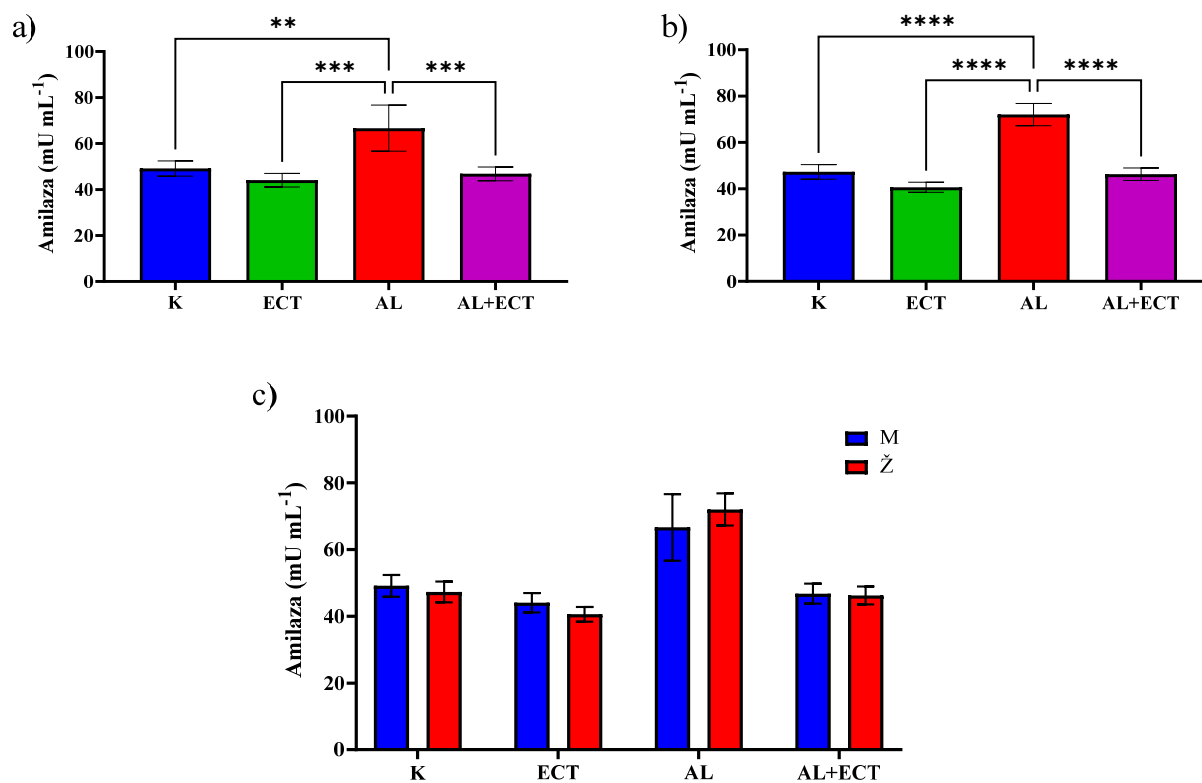 a)
**
***
***
100
80
60
40
20
0
Amilaza (mU mL⁻¹)
K
ECT
AL
AL+ECT
b)
****
****
****
100
80
60
40
20
0
Amilaza (mU mL⁻¹)
K
ECT
AL
AL+ECT
c)
M
Ž
100
80
60
40
20
0
Amilaza (mU mL⁻¹)
K
ECT
AL
AL+ECT